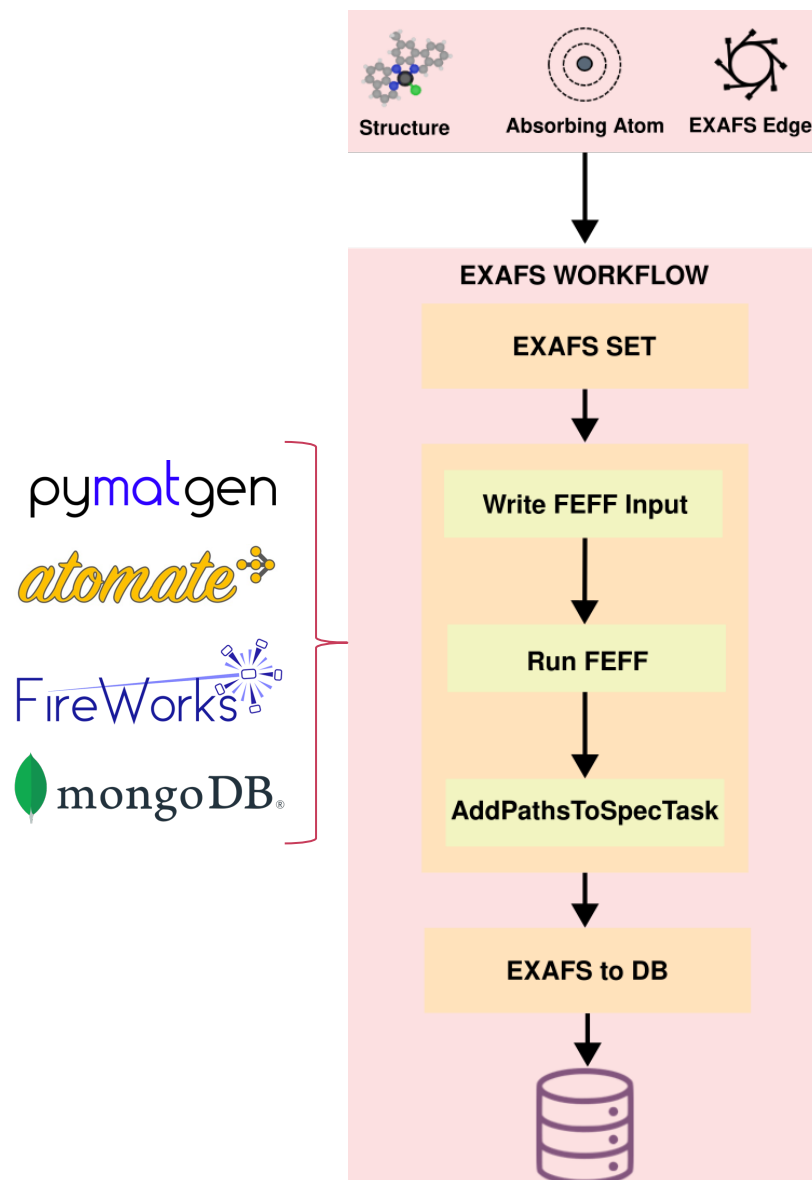 Structure
Absorbing Atom
EXAFS Edge
EXAFS WORKFLOW
EXAFS SET
Write FEFF Input
Run FEFF
AddPathsToSpecTask
EXAFS to DB
pymatgen
atomate
FireWorks
mongoDB®